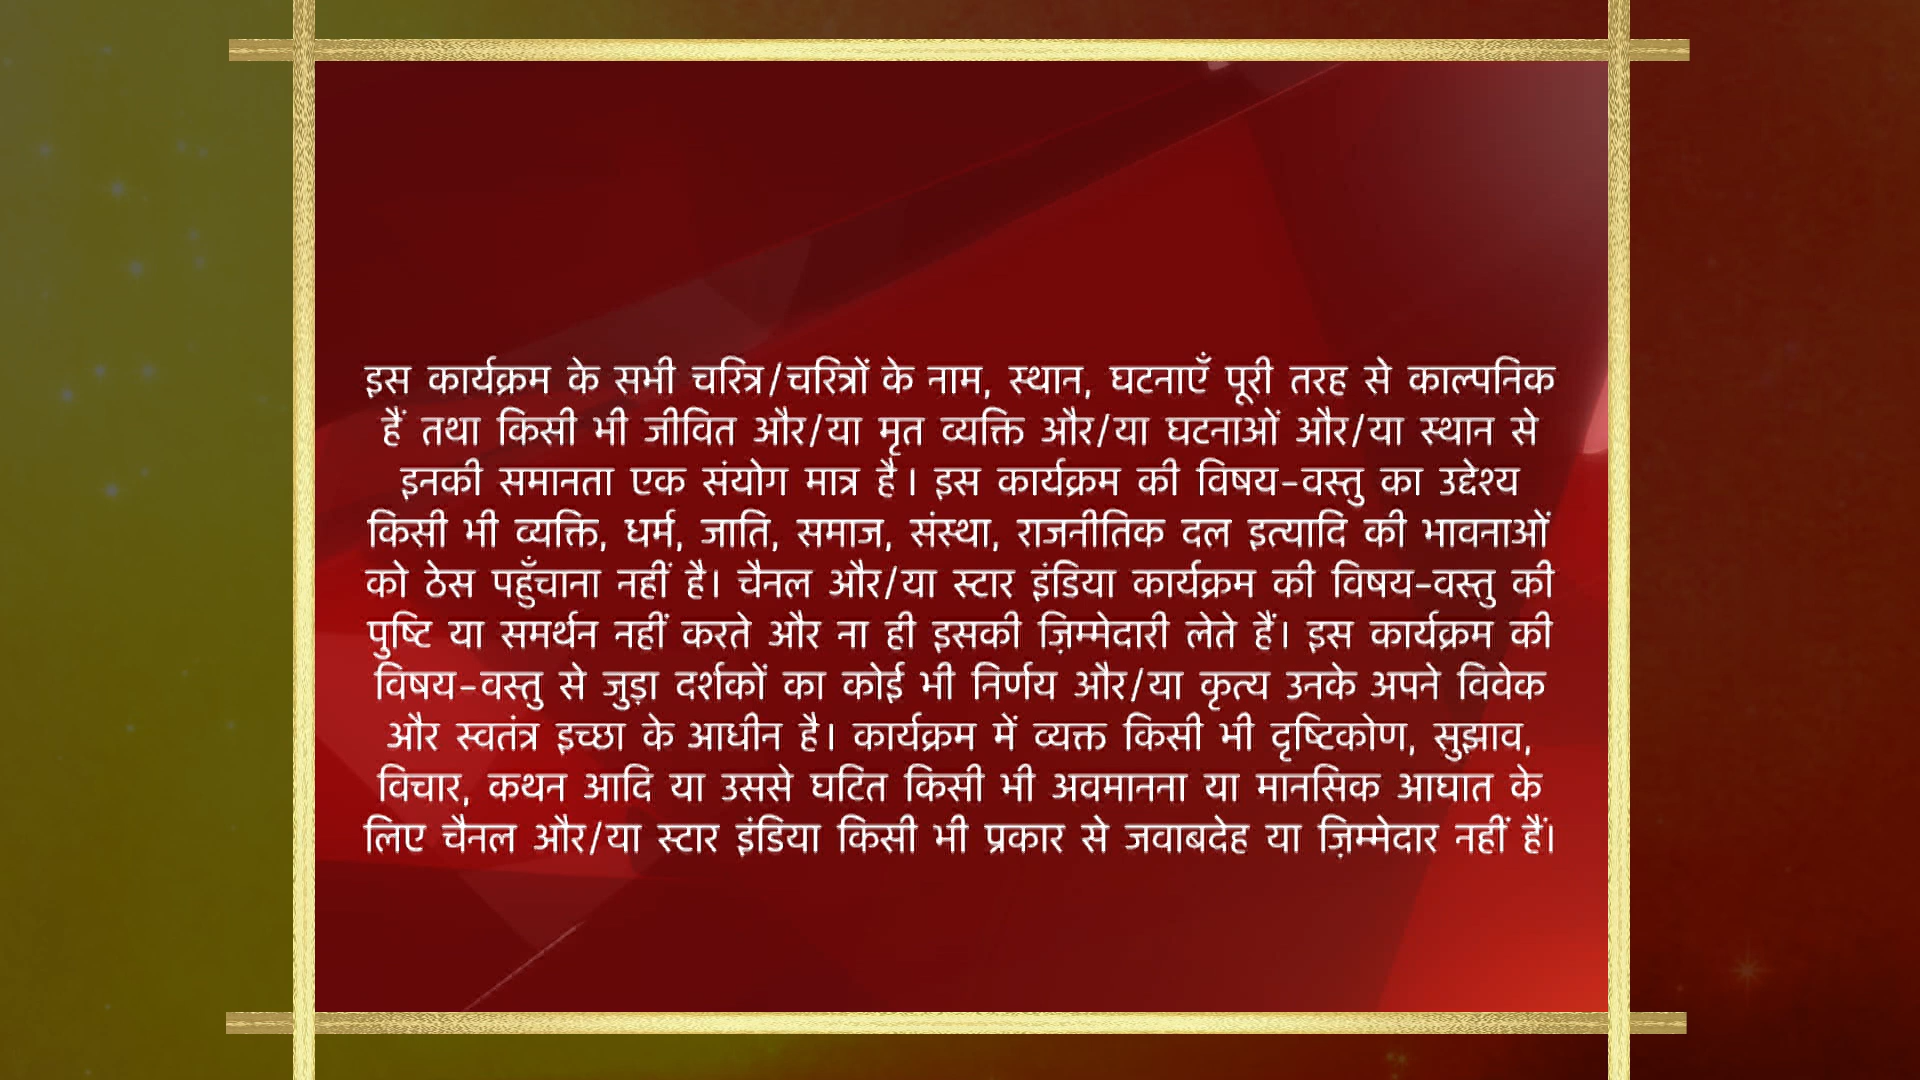 इस कार्यक्रम के सभी चरित्र/चरित्रों के नाम, स्थान, घटनाएँ पूरी तरह से काल्पनिक
हैं तथा किसी भी जीवित और/या मृत व्यक्ति और/या घटनाओं और/या स्थान से
इनकी समानता एक संयोग मात्र है। इस कार्यक्रम की विषय-वस्तु का उद्देश्य
किसी भी व्यक्ति, धर्म, जाति, समाज, संस्था, राजनीतिक दल इत्यादि की भावनाओं
को ठेस पहुँचाना नहीं है। चैनल और/या स्टार इंडिया कार्यक्रम की विषय-वस्तु की
पुष्टि या समर्थन नहीं करते और ना ही इसकी ज़िम्मेदारी लेते हैं। इस कार्यक्रम की
विषय-वस्तु से जुड़ा दर्शकों का कोई भी निर्णय और/या कृत्य उनके अपने विवेक
और स्वतंत्र इच्छा के आधीन है। कार्यक्रम में व्यक्त किसी भी दृष्टिकोण, सुझाव,
विचार, कथन आदि या उससे घटित किसी भी अवमानना या मानसिक आघात के
लिए चैनल और/या स्टार इंडिया किसी भी प्रकार से जवाबदेह या ज़िम्मेदार नहीं हैं।